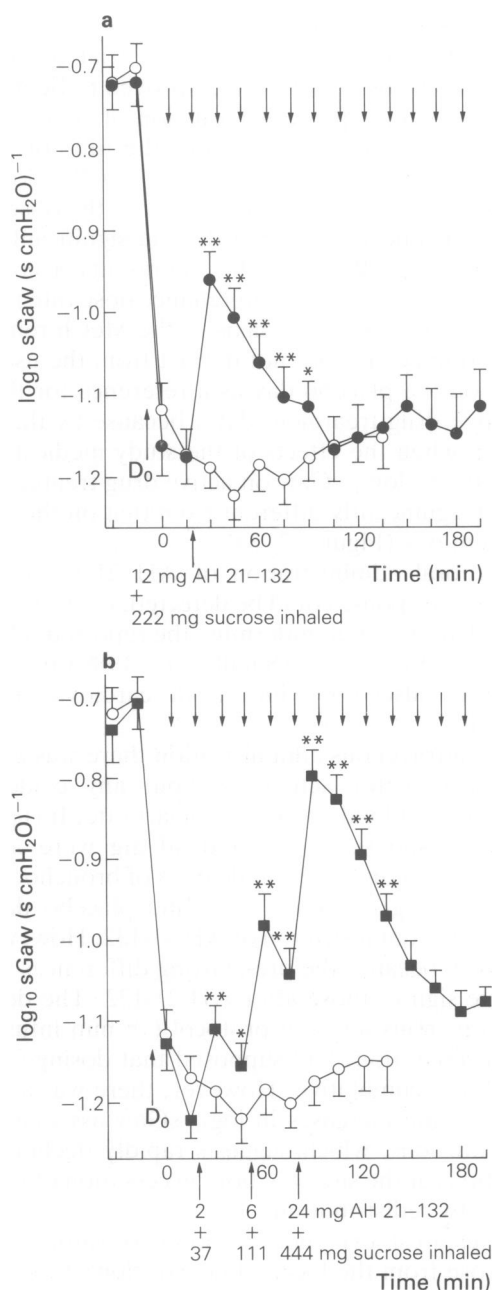 a
−0.7
−0.8
−0.9
−1.0
−1.1
−1.2
log₁₀ sGaw (s cmH₂O)⁻¹
** ** ** ** *
D₀
0 60 120 180
12 mg AH 21–132
+
222 mg sucrose inhaled
Time (min)
b
−0.7
−0.8
−0.9
−1.0
−1.1
−1.2
log₁₀ sGaw (s cmH₂O)⁻¹
** * ** ** ** ** ** **
D₀
0 60 120 180
2 6 24 mg AH 21–132
+ + +
37 111 444 mg sucrose inhaled
Time (min)